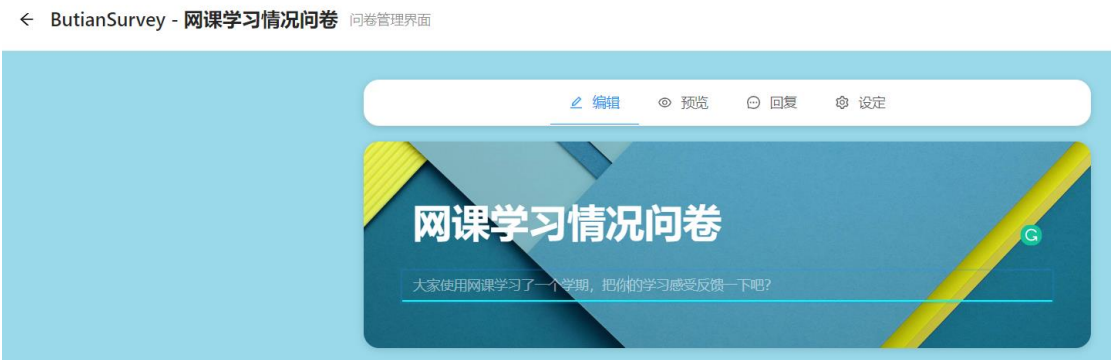 ButianSurvey - 网课学习情况问卷 问卷管理界面
编辑 预览 回复 设定
网课学习情况问卷
大家使用网课学习了一个学期，把你的学习感受反馈一下吧？